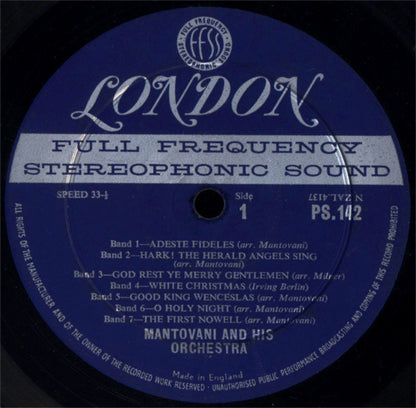 FULL FREQUENCY STEREOPHONIC SOUND
FFSS
LONDON
FULL FREQUENCY
STEREOPHONIC SOUND
SPEED 33-⅓
Side
1
N ZAL.4137
PS.142
Band 1—ADESTE FIDELES (arr. Mantovani)
Band 2—HARK! THE HERALD ANGELS SING
(arr. Mantovani)
Band 3—GOD REST YE MERRY GENTLEMEN (arr. Milner)
Band 4—WHITE CHRISTMAS (Irving Berlin)
Band 5—GOOD KING WENCESLAS (arr. Mantovani)
Band 6—O HOLY NIGHT (arr. Mantovani)
Band 7—THE FIRST NOWELL (arr. Mantovani)
MANTOVANI AND HIS
ORCHESTRA
Made in England
ALL RIGHTS OF THE MANUFACTURER AND OF THE OWNER OF THE RECORDED WORK RESERVED - UNAUTHORISED PUBLIC PERFORMANCE BROADCASTING AND COPYING OF THIS RECORD PROHIBITED